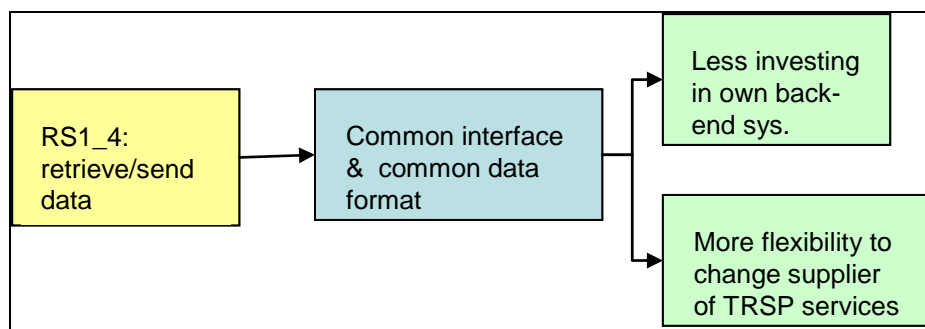 RS1_4:
retrieve/send
data
Common interface
& common data
format
Less investing
in own back-
end sys.
More flexibility to
change supplier
of TRSP services